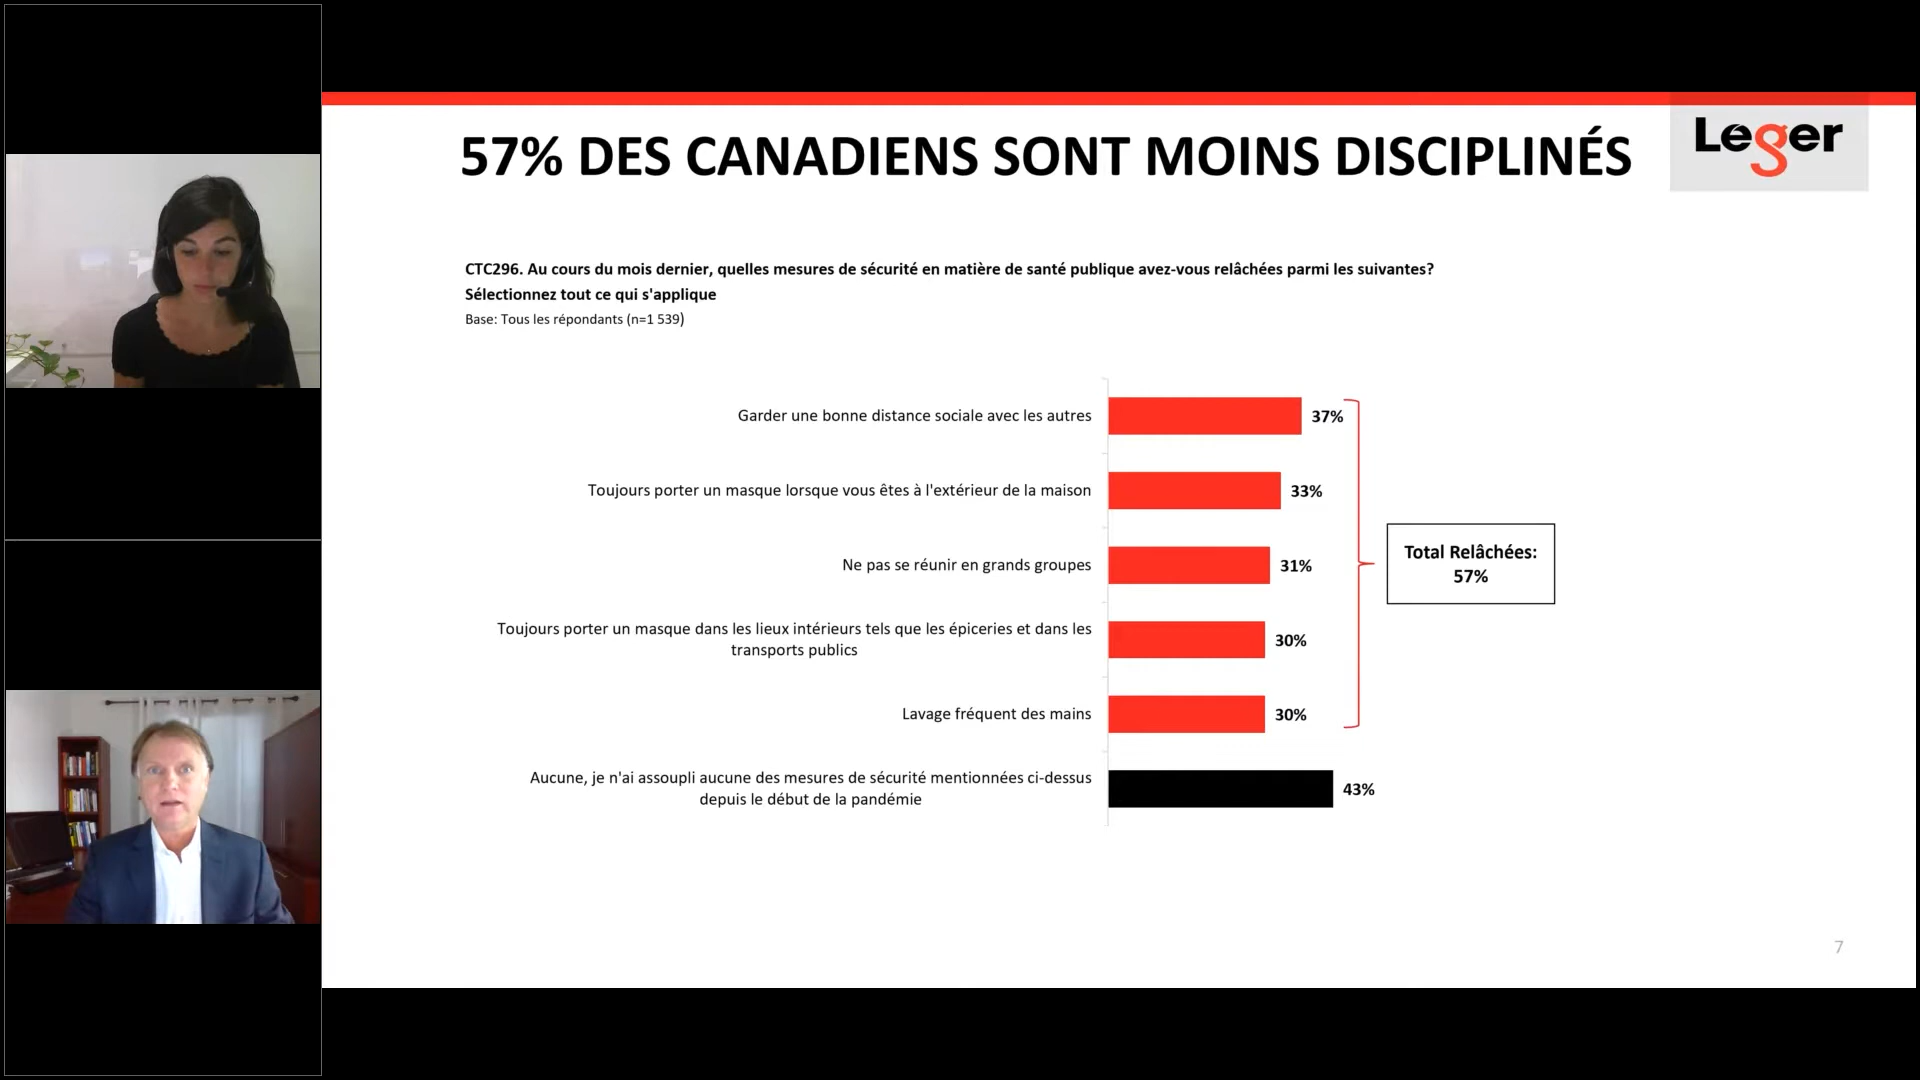 57% DES CANADIENS SONT MOINS DISCIPLINÉS
Leger
CTC296. Au cours du mois dernier, quelles mesures de sécurité en matière de santé publique avez-vous relâchées parmi les suivantes?
Sélectionnez tout ce qui s'applique
Base: Tous les répondants (n=1 539)
Garder une bonne distance sociale avec les autres
37%
Toujours porter un masque lorsque vous êtes à l'extérieur de la maison
33%
Ne pas se réunir en grands groupes
31%
Toujours porter un masque dans les lieux intérieurs tels que les épiceries et dans les
transports publics
30%
Lavage fréquent des mains
30%
Aucune, je n'ai assoupli aucune des mesures de sécurité mentionnées ci-dessus
depuis le début de la pandémie
43%
Total Relâchées:
57%
7